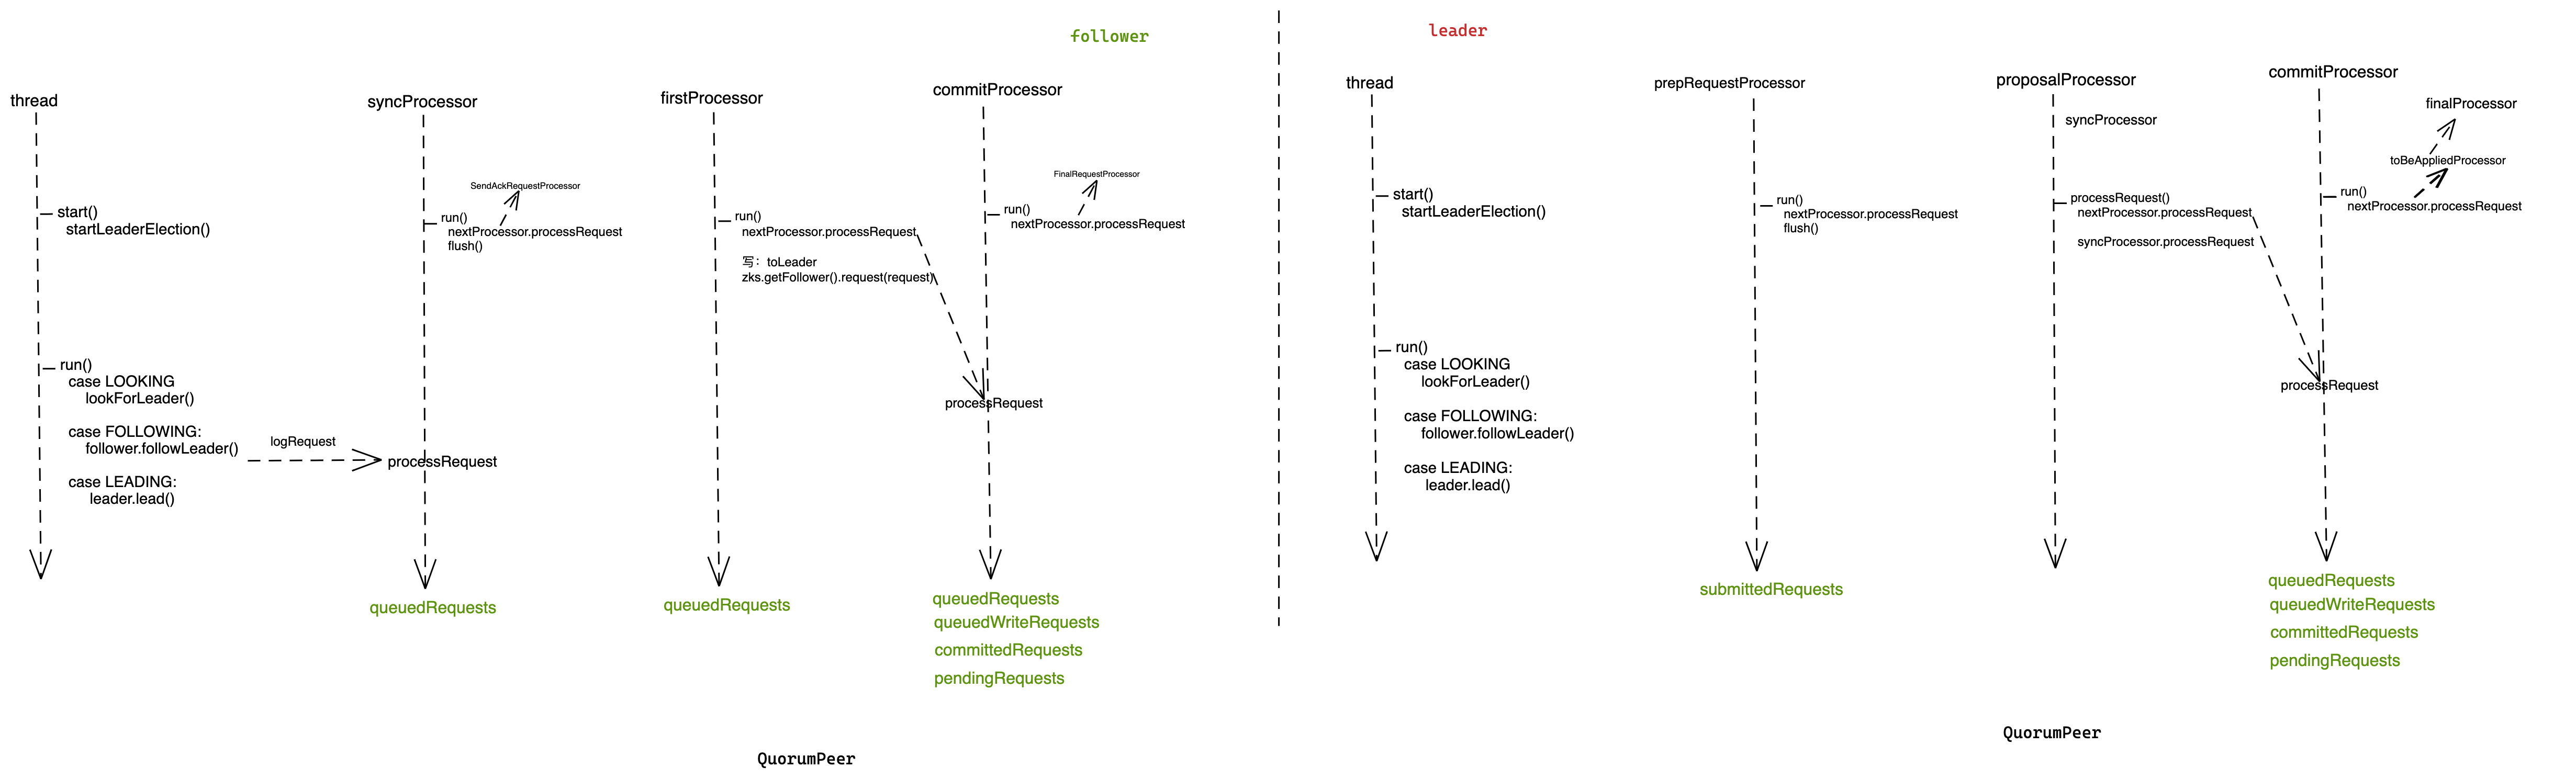 follower
leader
thread
start()
startLeaderElection()
run()
case LOOKING
lookForLeader()
case FOLLOWING:
follower.followLeader()
case LEADING:
leader.lead()
logRequest
syncProcessor
SendAckRequestProcessor
run()
nextProcessor.processRequest
flush()
processRequest
queuedRequests
firstProcessor
run()
nextProcessor.processRequest
写：toLeader
zks.getFollower().request(request)
queuedRequests
commitProcessor
FinalRequestProcessor
run()
nextProcessor.processRequest
processRequest
queuedRequests
queuedWriteRequests
committedRequests
pendingRequests
QuorumPeer
thread
start()
startLeaderElection()
run()
case LOOKING
lookForLeader()
case FOLLOWING:
follower.followLeader()
case LEADING:
leader.lead()
prepRequestProcessor
run()
nextProcessor.processRequest
flush()
submittedRequests
proposalProcessor
syncProcessor
processRequest()
nextProcessor.processRequest
syncProcessor.processRequest
commitProcessor
finalProcessor
toBeAppliedProcessor
run()
nextProcessor.processRequest
processRequest
queuedRequests
queuedWriteRequests
committedRequests
pendingRequests
QuorumPeer